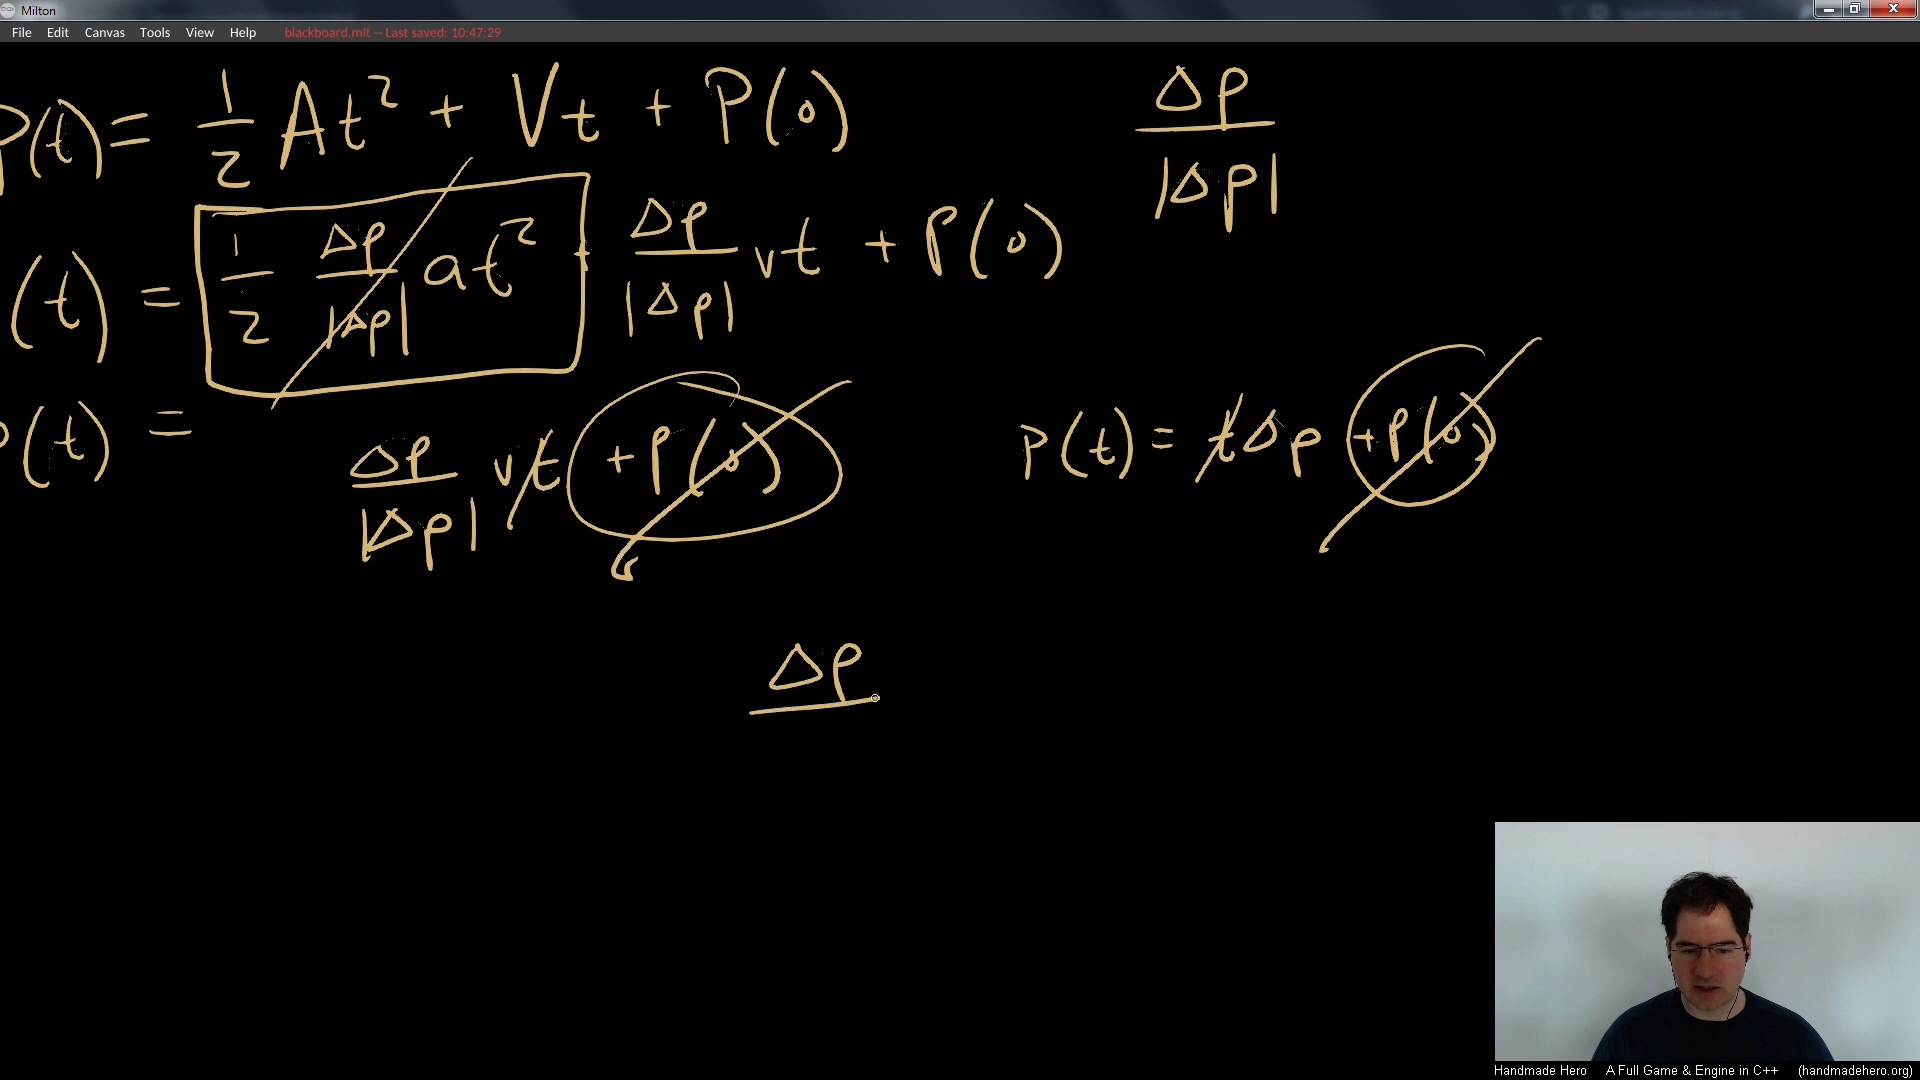 Milton
File Edit Canvas Tools View Help blackboard.mlt -- Last saved: 10:47:29
P(t) = 1/2 At² + Vt + P(0)
Δp/|Δp|
(t) = 1/2 Δp/|Δp| at² + Δp/|Δp| vt + P(0)
P(t) = Δp/|Δp| vt + P(0)
P(t) = tΔp + P(0)
Δp
Handmade Hero A Full Game & Engine in C++ (handmadehero.org)